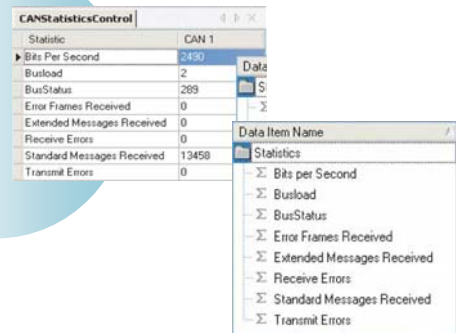 CANStatisticsControl
Statistic CAN 1
Bits Per Second 2490
Busload 2
BusStatus 289
Error Frames Received 0
Extended Messages Received 0
Receive Errors 0
Standard Messages Received 13458
Transmit Errors 0
Data
S
Data Item Name
Statistics
Σ Bits per Second
Σ Busload
Σ BusStatus
Σ Error Frames Received
Σ Extended Messages Received
Σ Receive Errors
Σ Standard Messages Received
Σ Transmit Errors